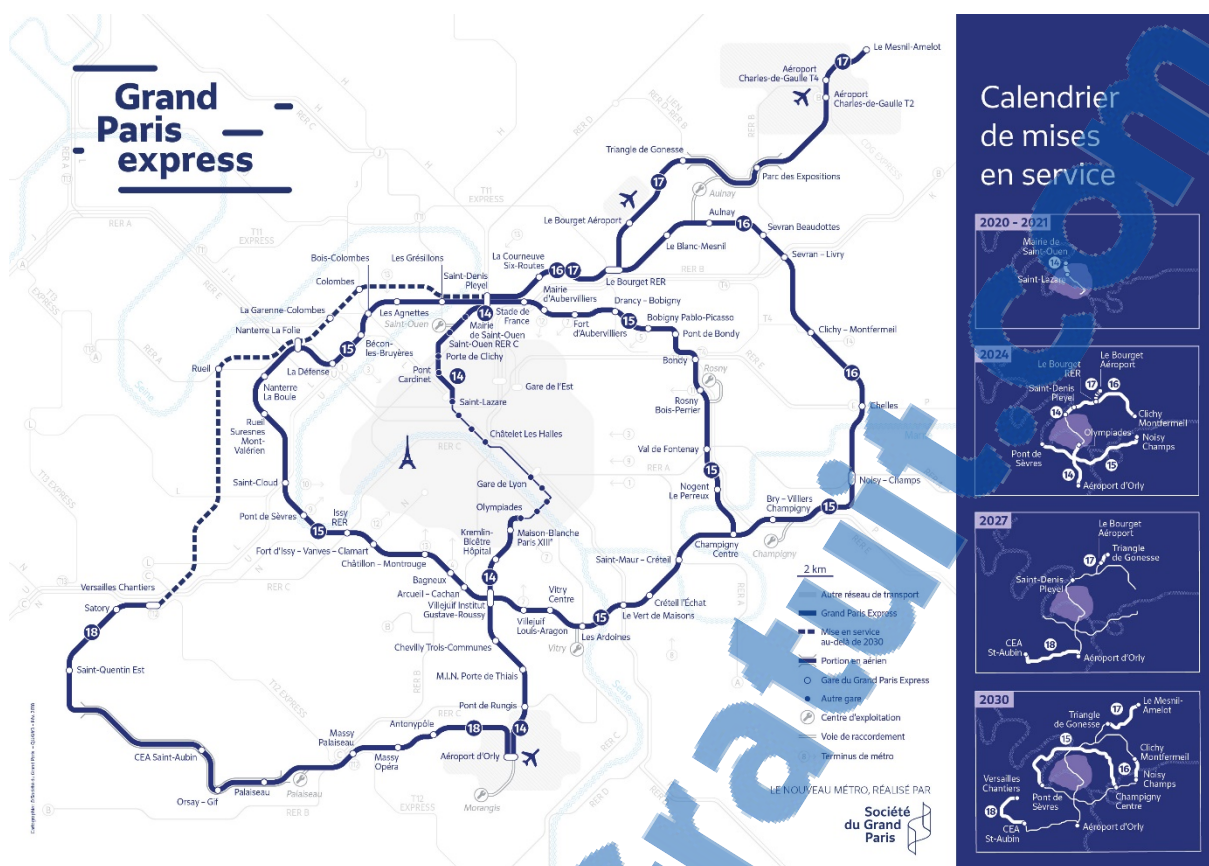 Grand
Paris
express
Le Mesnil-Amelot
17
Aéroport
Charles-de-Gaulle T4
Aéroport
Charles-de-Gaulle T2
Triangle de Gonesse
Parc des Expositions
17
Aulnay
Le Bourget Aéroport
Aulnay
16
Sevran Beaudottes
Le Blanc-Mesnil
Sevran – Livry
La Courneuve
Six-Routes
16 17
Le Bourget RER
Bois-Colombes
Les Grésillons
Saint-Denis
Pleyel
Colombes
La Garenne-Colombes
Les Agnettes
Saint-Ouen
14
Stade de
France
Mairie
d'Aubervilliers
Drancy – Bobigny
Fort
d'Aubervilliers
15
Bobigny Pablo-Picasso
Pont de Bondy
Clichy – Montfermeil
Nanterre La Folie
Rueil
La Défense
15
Bécon-
les-Bruyères
Mairie
de Saint-Ouen
Saint-Ouen RER C
Porte de Clichy
Pont
Cardinet
14
Gare de l'Est
Bondy
Rosny
Rosny
Bois-Perrier
16
Nanterre
La Boule
Saint-Lazare
Chelles
Rueil
Suresnes
Mont-
Valérien
Châtelet Les Halles
Val de Fontenay
Saint-Cloud
Gare de Lyon
15
Nogent
Le Perreux
Noisy – Champs
Pont de Sèvres
Issy
RER
15
Olympiades
Bry – Villiers
Champigny
15
Fort d'Issy – Vanves – Clamart
Châtillon – Montrouge
Kremlin-
Bicêtre
Hôpital
Maison-Blanche
Paris XIIIᵉ
Champigny
Centre
Champigny
Saint-Maur – Créteil
Bagneux
Arcueil – Cachan
14
Villejuif Institut
Gustave-Roussy
Vitry
Centre
Villejuif
Louis-Aragon
Créteil l'Échat
Le Vert de Maisons
15
Les Ardoines
Vitry
Versailles Chantiers
Satory
18
Saint-Quentin Est
Chevilly Trois-Communes
M.I.N. Porte de Thiais
Pont de Rungis
14
Antonypôle
18
Massy
Palaiseau
Massy
Opéra
Aéroport d'Orly
CEA Saint-Aubin
Orsay – Gif
Palaiseau
Palaiseau
Morangis
2 km
Autre réseau de transport
Grand Paris Express
Mise en service
au-delà de 2030
Portion en aérien
Gare du Grand Paris Express
Autre gare
Centre d'exploitation
Voie de raccordement
Terminus de métro
LE NOUVEAU MÉTRO, RÉALISÉ PAR
Société
du Grand
Paris
Calendrier
de mises
en service
2020 - 2021
Mairie de
Saint-Ouen
14
Saint-Lazare
2024
Le Bourget
Aéroport
Le Bourget
RER
17 16
Saint-Denis
Pleyel
14
Clichy
Montfermeil
Olympiades
Noisy
Champs
Pont de
Sèvres
15
14
Aéroport d'Orly
2027
Le Bourget
Aéroport
17
Triangle
de Gonesse
Saint-Denis
Pleyel
CEA
St-Aubin
18
Aéroport d'Orly
2030
Le Mesnil-
Amelot
17
Triangle
de Gonesse
15
Clichy
Montfermeil
16
Versailles
Chantiers
Noisy
Champs
Pont de
Sèvres
Champigny
Centre
18
CEA
St-Aubin
Aéroport d'Orly